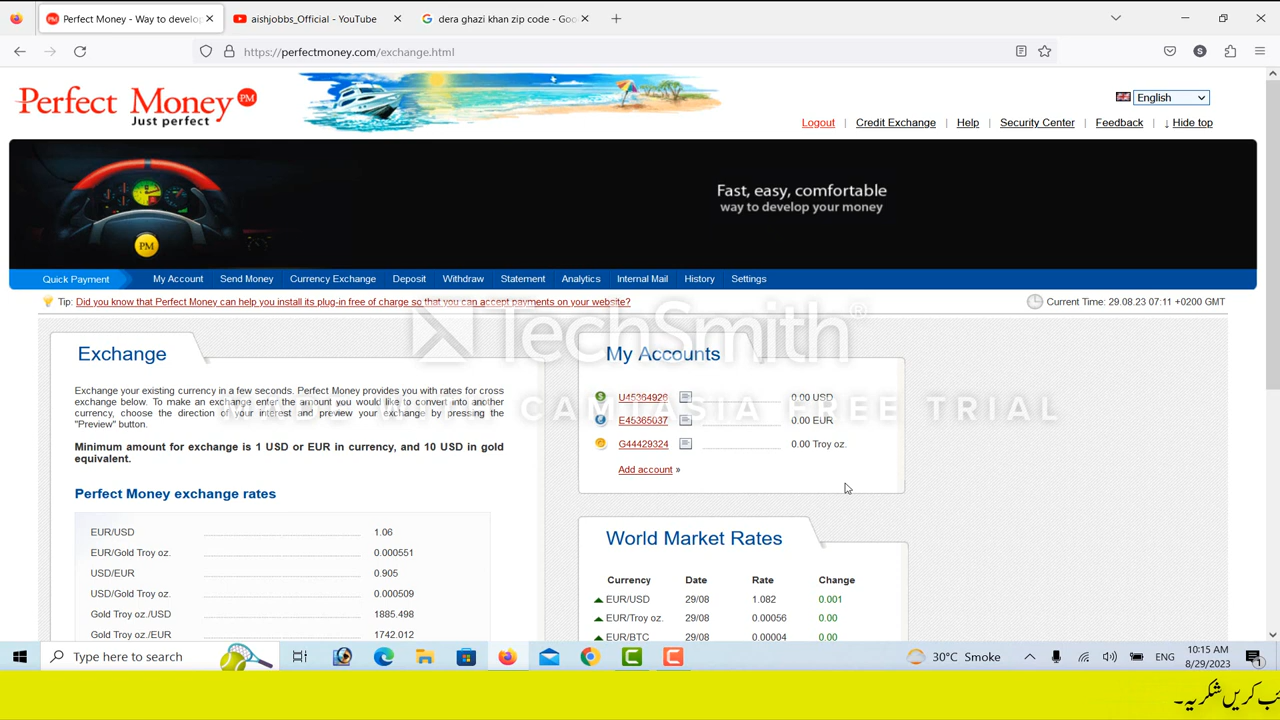 Perfect Money - Way to develo
aishjobbs_Official - YouTube
dera ghazi khan zip code - Goo
https://perfectmoney.com/exchange.html
Perfect Money PM
Just perfect
English
Logout | Credit Exchange | Help | Security Center | Feedback | ↓ Hide top
Fast, easy, comfortable
way to develop your money
PM
Quick Payment My Account Send Money Currency Exchange Deposit Withdraw Statement Analytics Internal Mail History Settings
Tip: Did you know that Perfect Money can help you install its plug-in free of charge so that you can accept payments on your website?
Current Time: 29.08.23 07:11 +0200 GMT
TechSmith®
MADE WITH CAMTASIA FREE TRIAL
Exchange
Exchange your existing currency in a few seconds. Perfect Money provides you with rates for cross
exchange below. To make an exchange enter the amount you would like to convert into another
currency, choose the direction of your interest and preview your exchange by pressing the
"Preview" button.
Minimum amount for exchange is 1 USD or EUR in currency, and 10 USD in gold
equivalent.
Perfect Money exchange rates
EUR/USD 1.06
EUR/Gold Troy oz. 0.000551
USD/EUR 0.905
USD/Gold Troy oz. 0.000509
Gold Troy oz./USD 1885.498
Gold Troy oz./EUR 1742.012
My Accounts
U45364926 0.00 USD
E45365037 0.00 EUR
G44429324 0.00 Troy oz.
Add account »
World Market Rates
Currency Date Rate Change
EUR/USD 29/08 1.082 0.001
EUR/Troy oz. 29/08 0.00056 0.00
EUR/BTC 29/08 0.00004 0.00
Type here to search
30°C Smoke
ENG
10:15 AM
8/29/2023
1
کریں شکریہ۔